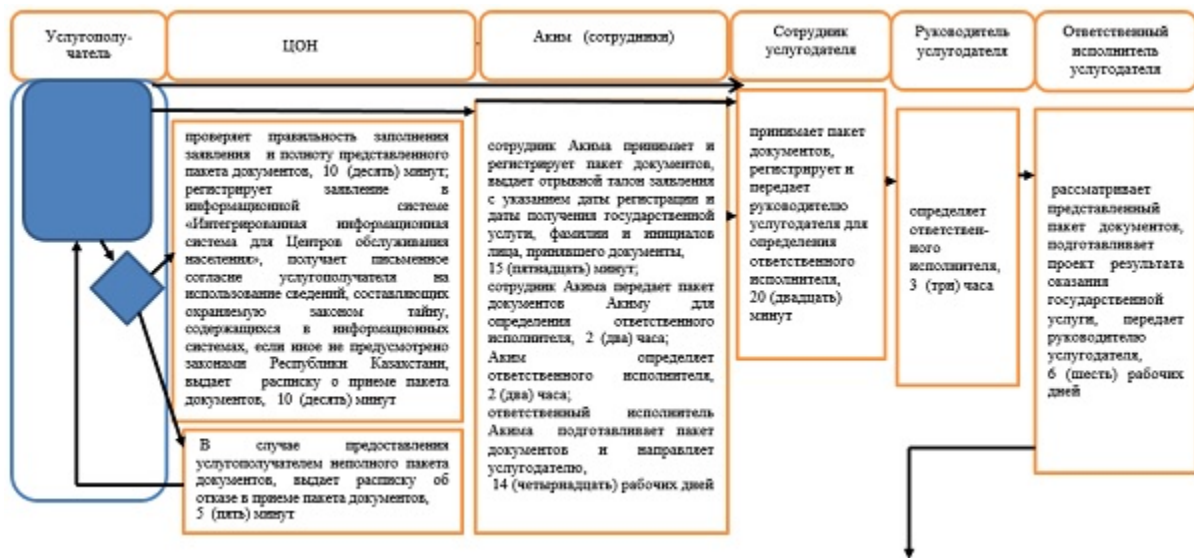 Услугополу-
чатель
ЦОН
Аким (сотрудники)
Сотрудник
услугодателя
Руководитель
услугодателя
Ответственный
исполнитель
услугодателя
проверяет правильность заполнения
заявления и полноту представленного
пакета документов, 10 (десять) минут;
регистрирует заявление в
информационной системе
«Интегрированная информационная
система для Центров обслуживания
населения», получает письменное
согласие услугополучателя на
использование сведений, составляющих
охраняемую законом тайну,
содержащихся в информационных
системах, если иное не предусмотрено
законами Республики Казахстан,
выдает расписку о приеме пакета
документов, 10 (десять) минут
В случае предоставления
услугополучателем неполного пакета
документов, выдает расписку об
отказе в приеме пакета документов,
5 (пять) минут
сотрудник Акима принимает и
регистрирует пакет документов,
выдает отрывной талон заявления
с указанием даты регистрации и
даты получения государственной
услуги, фамилии и инициалов
лица, принявшего документы,
15 (пятнадцать) минут;
сотрудник Акима передает пакет
документов Акиму для
определения ответственного
исполнителя, 2 (два) часа;
Аким определяет
ответственного исполнителя,
2 (два) часа;
ответственный исполнитель
Акима подготавливает пакет
документов и направляет
услугодателю,
14 (четырнадцать) рабочих дней
принимает пакет
документов,
регистрирует и
передает
руководителю
услугодателя для
определения
ответственного
исполнителя,
20 (двадцать)
минут
определяет
ответствен-
ного
исполнителя,
3 (три) часа
рассматривает
представленный
пакет документов,
подготавливает
проект результата
оказания
государственной
услуги, передает
руководителю
услугодателя,
6 (шесть) рабочих
дней